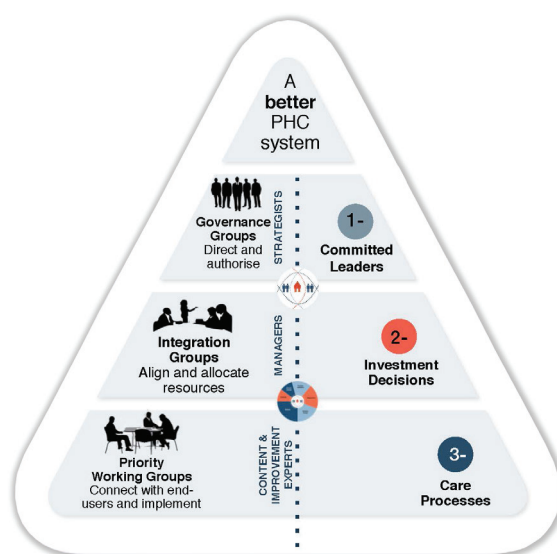 A
better
PHC
system
Governance
Groups
Direct and
authorise
STRATEGISTS
1-
Committed
Leaders
Integration
Groups
Align and allocate
resources
MANAGERS
2-
Investment
Decisions
Priority
Working Groups
Connect with end-
users and implement
CONTENT &
IMPROVEMENT
EXPERTS
3-
Care
Processes